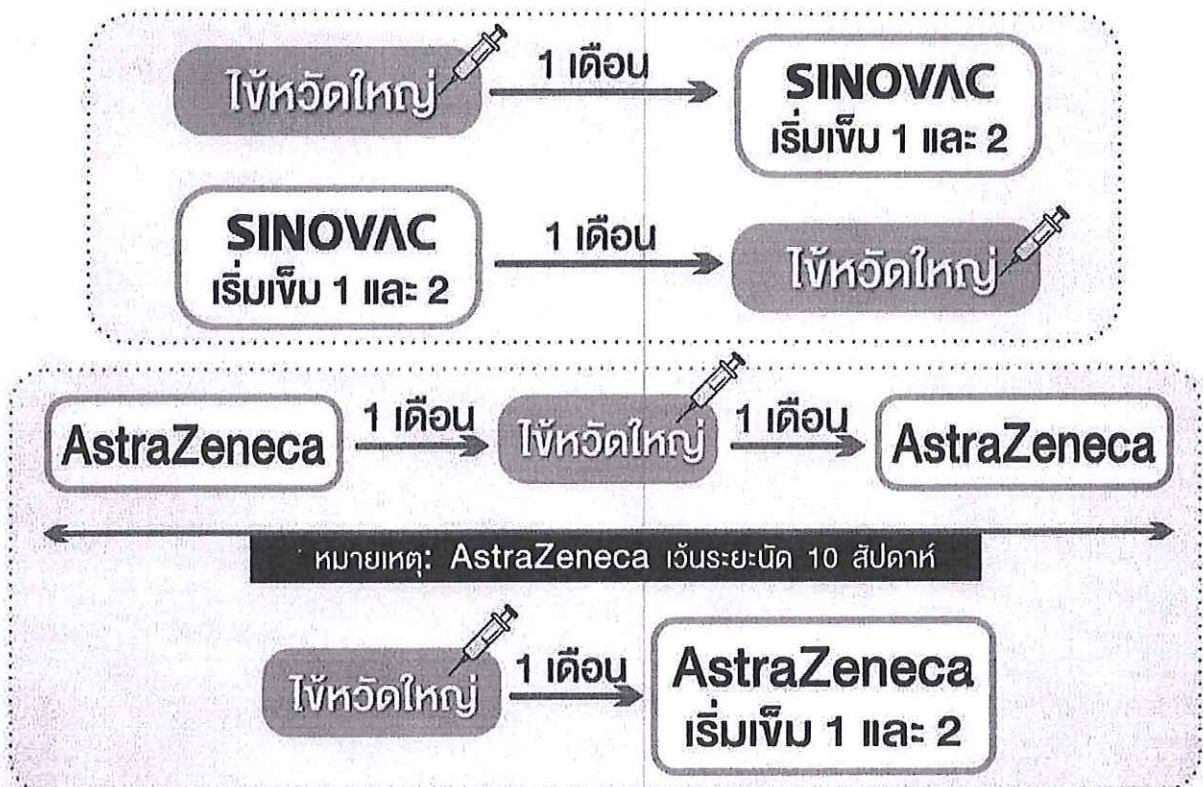 ไข้หวัดใหญ่
1 เดือน
SINOVAC
เริ่มเข็ม 1 และ 2
SINOVAC
เริ่มเข็ม 1 และ 2
1 เดือน
ไข้หวัดใหญ่
AstraZeneca
1 เดือน
ไข้หวัดใหญ่
1 เดือน
AstraZeneca
หมายเหตุ: AstraZeneca เว้นระยะนัด 10 สัปดาห์
ไข้หวัดใหญ่
1 เดือน
AstraZeneca
เริ่มเข็ม 1 และ 2